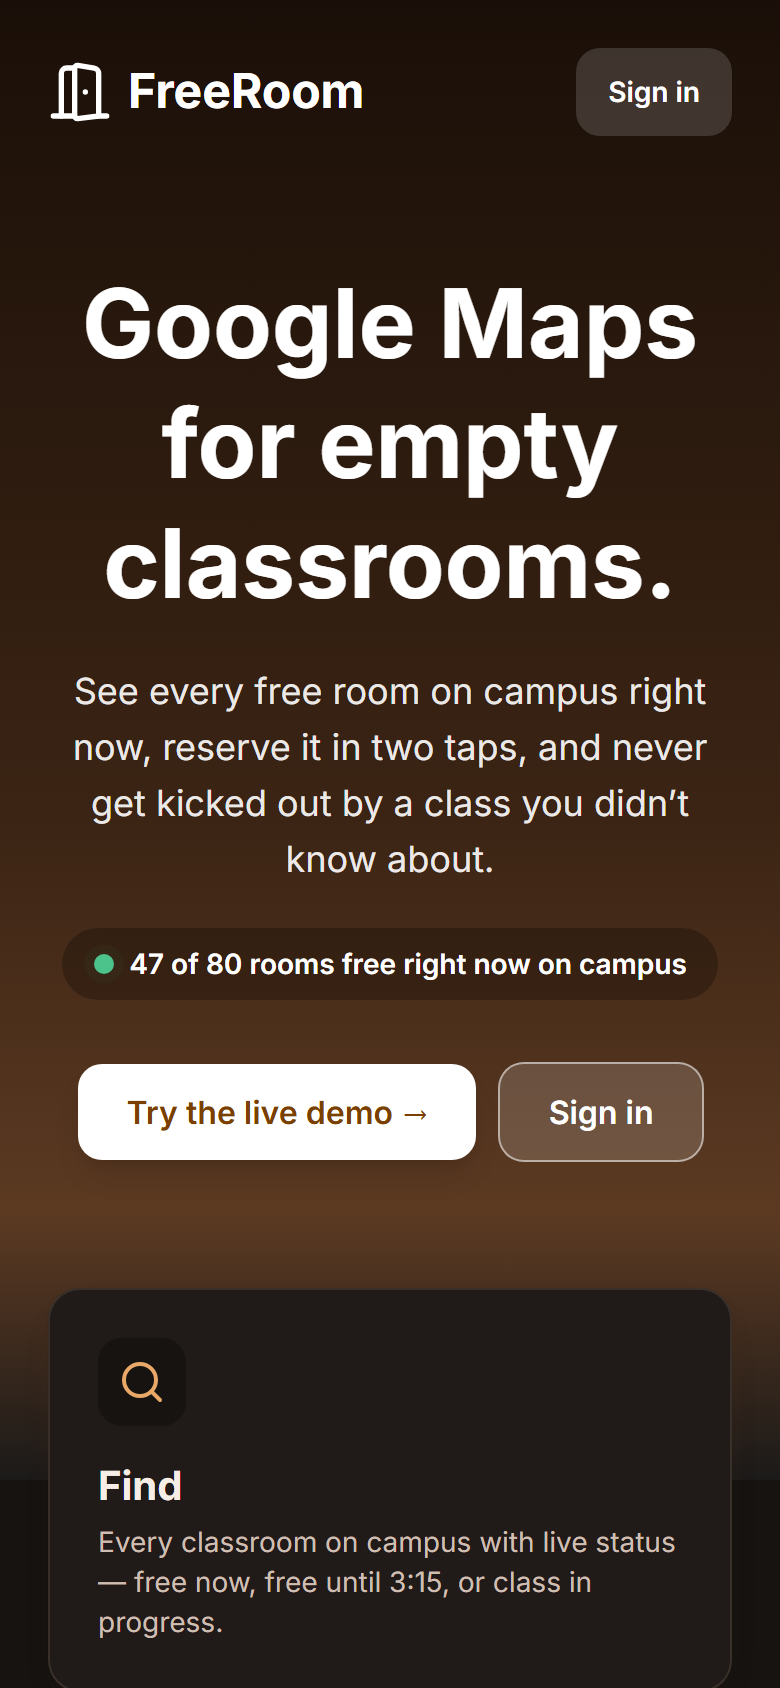 FreeRoom
Sign in
Google Maps
for empty
classrooms.
See every free room on campus right
now, reserve it in two taps, and never
get kicked out by a class you didn’t
know about.
47 of 80 rooms free right now on campus
Try the live demo →
Sign in
Find
Every classroom on campus with live status
— free now, free until 3:15, or class in
progress.